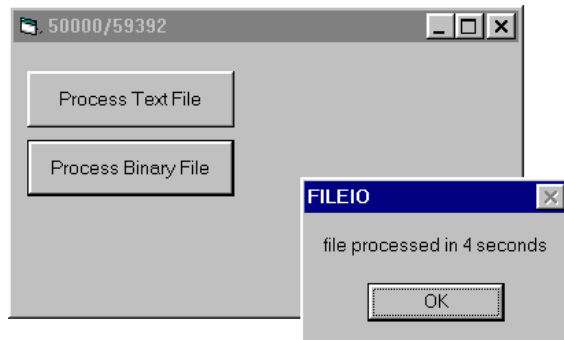 50000/59392
Process Text File
Process Binary File
FILEIO
file processed in 4 seconds
OK